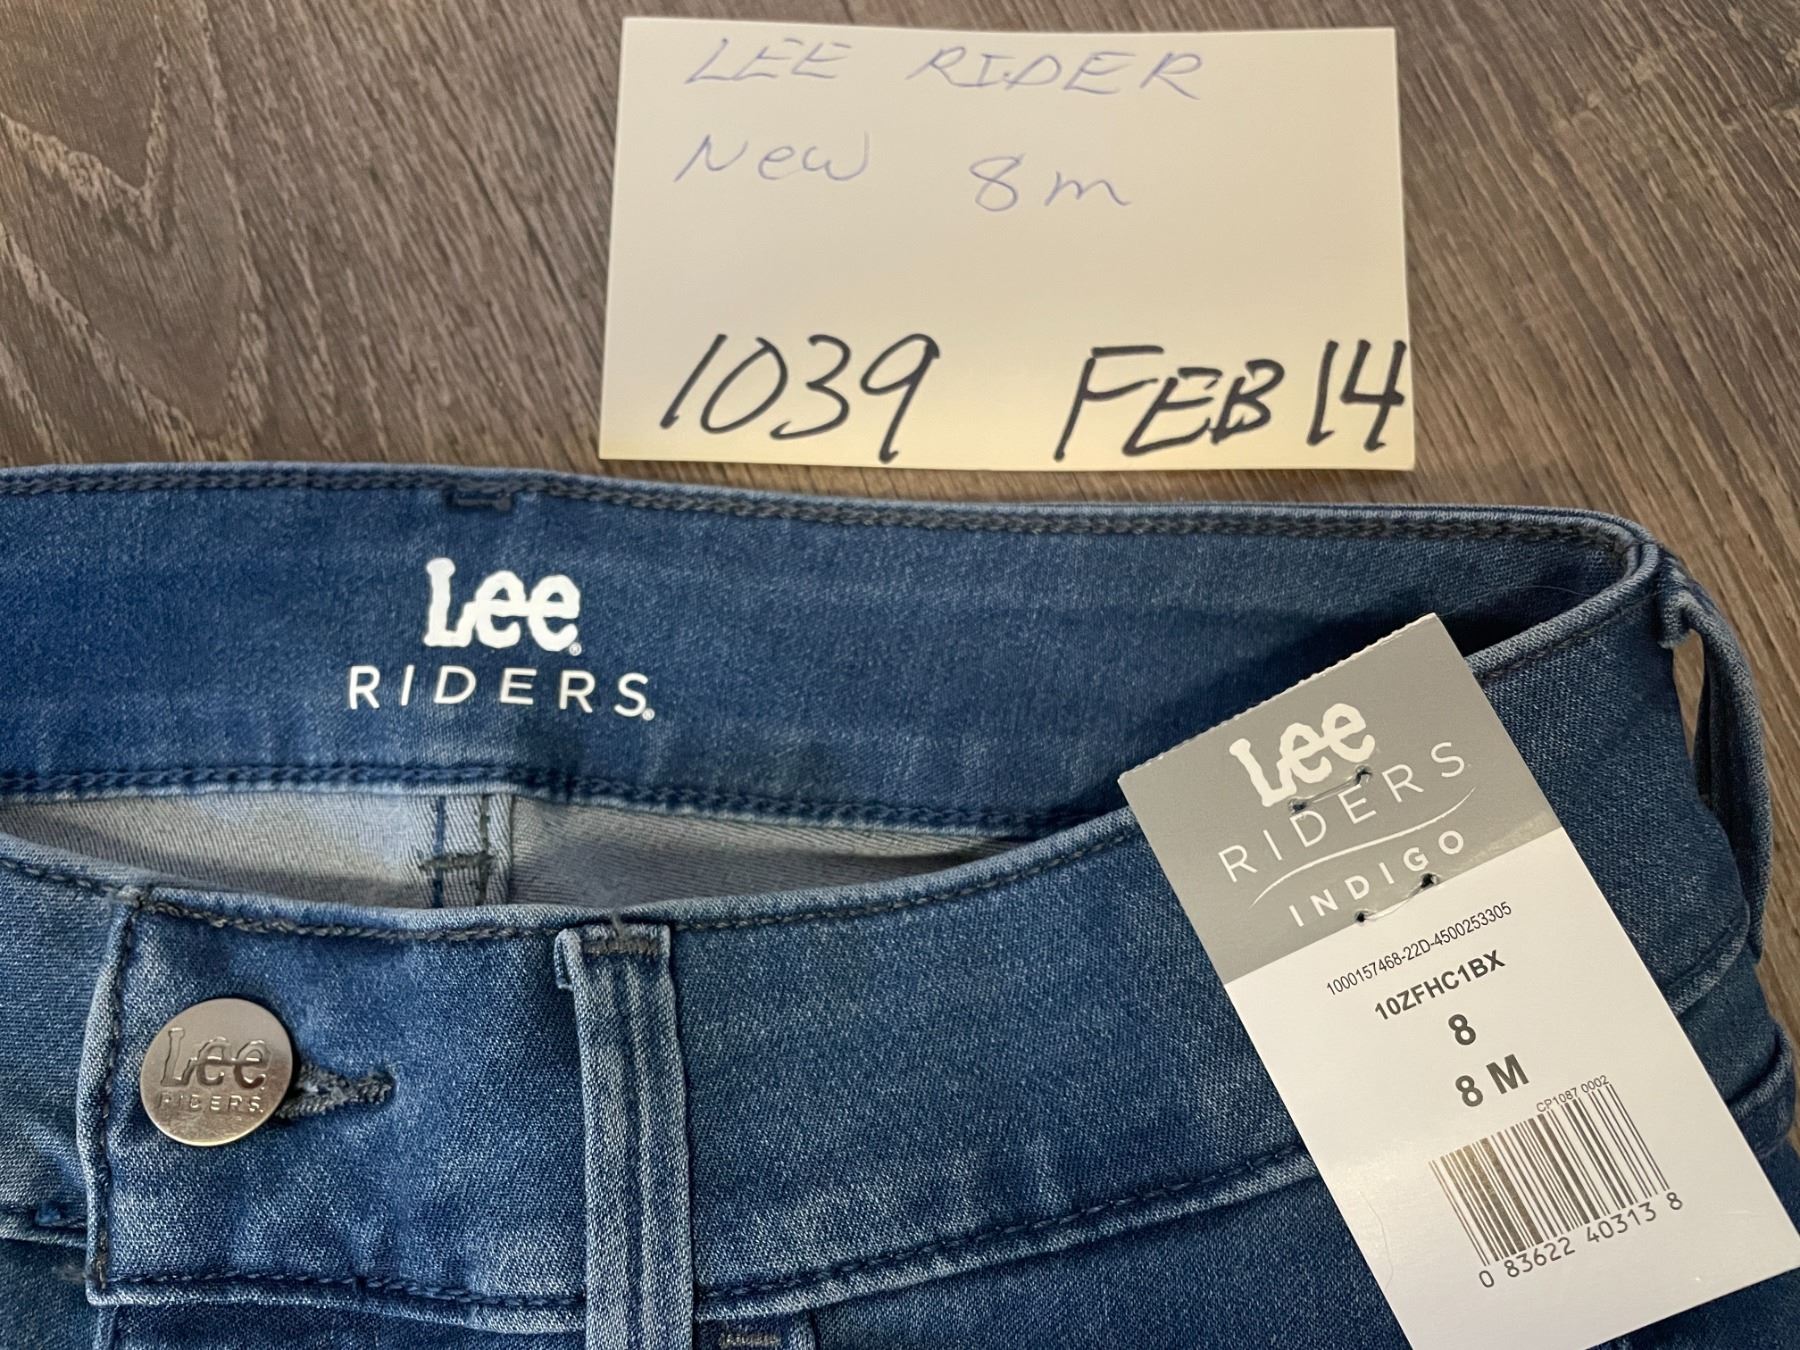 LEE RIDER
New 8m
1039 FEB 14
Lee®
RIDERS®
Lee
RIDERS
INDIGO
1000157468-22D-4500253305
10ZFHC1BX
8
8 M
CP1087 0002
0 83622 40313 8
Lee
RIDERS